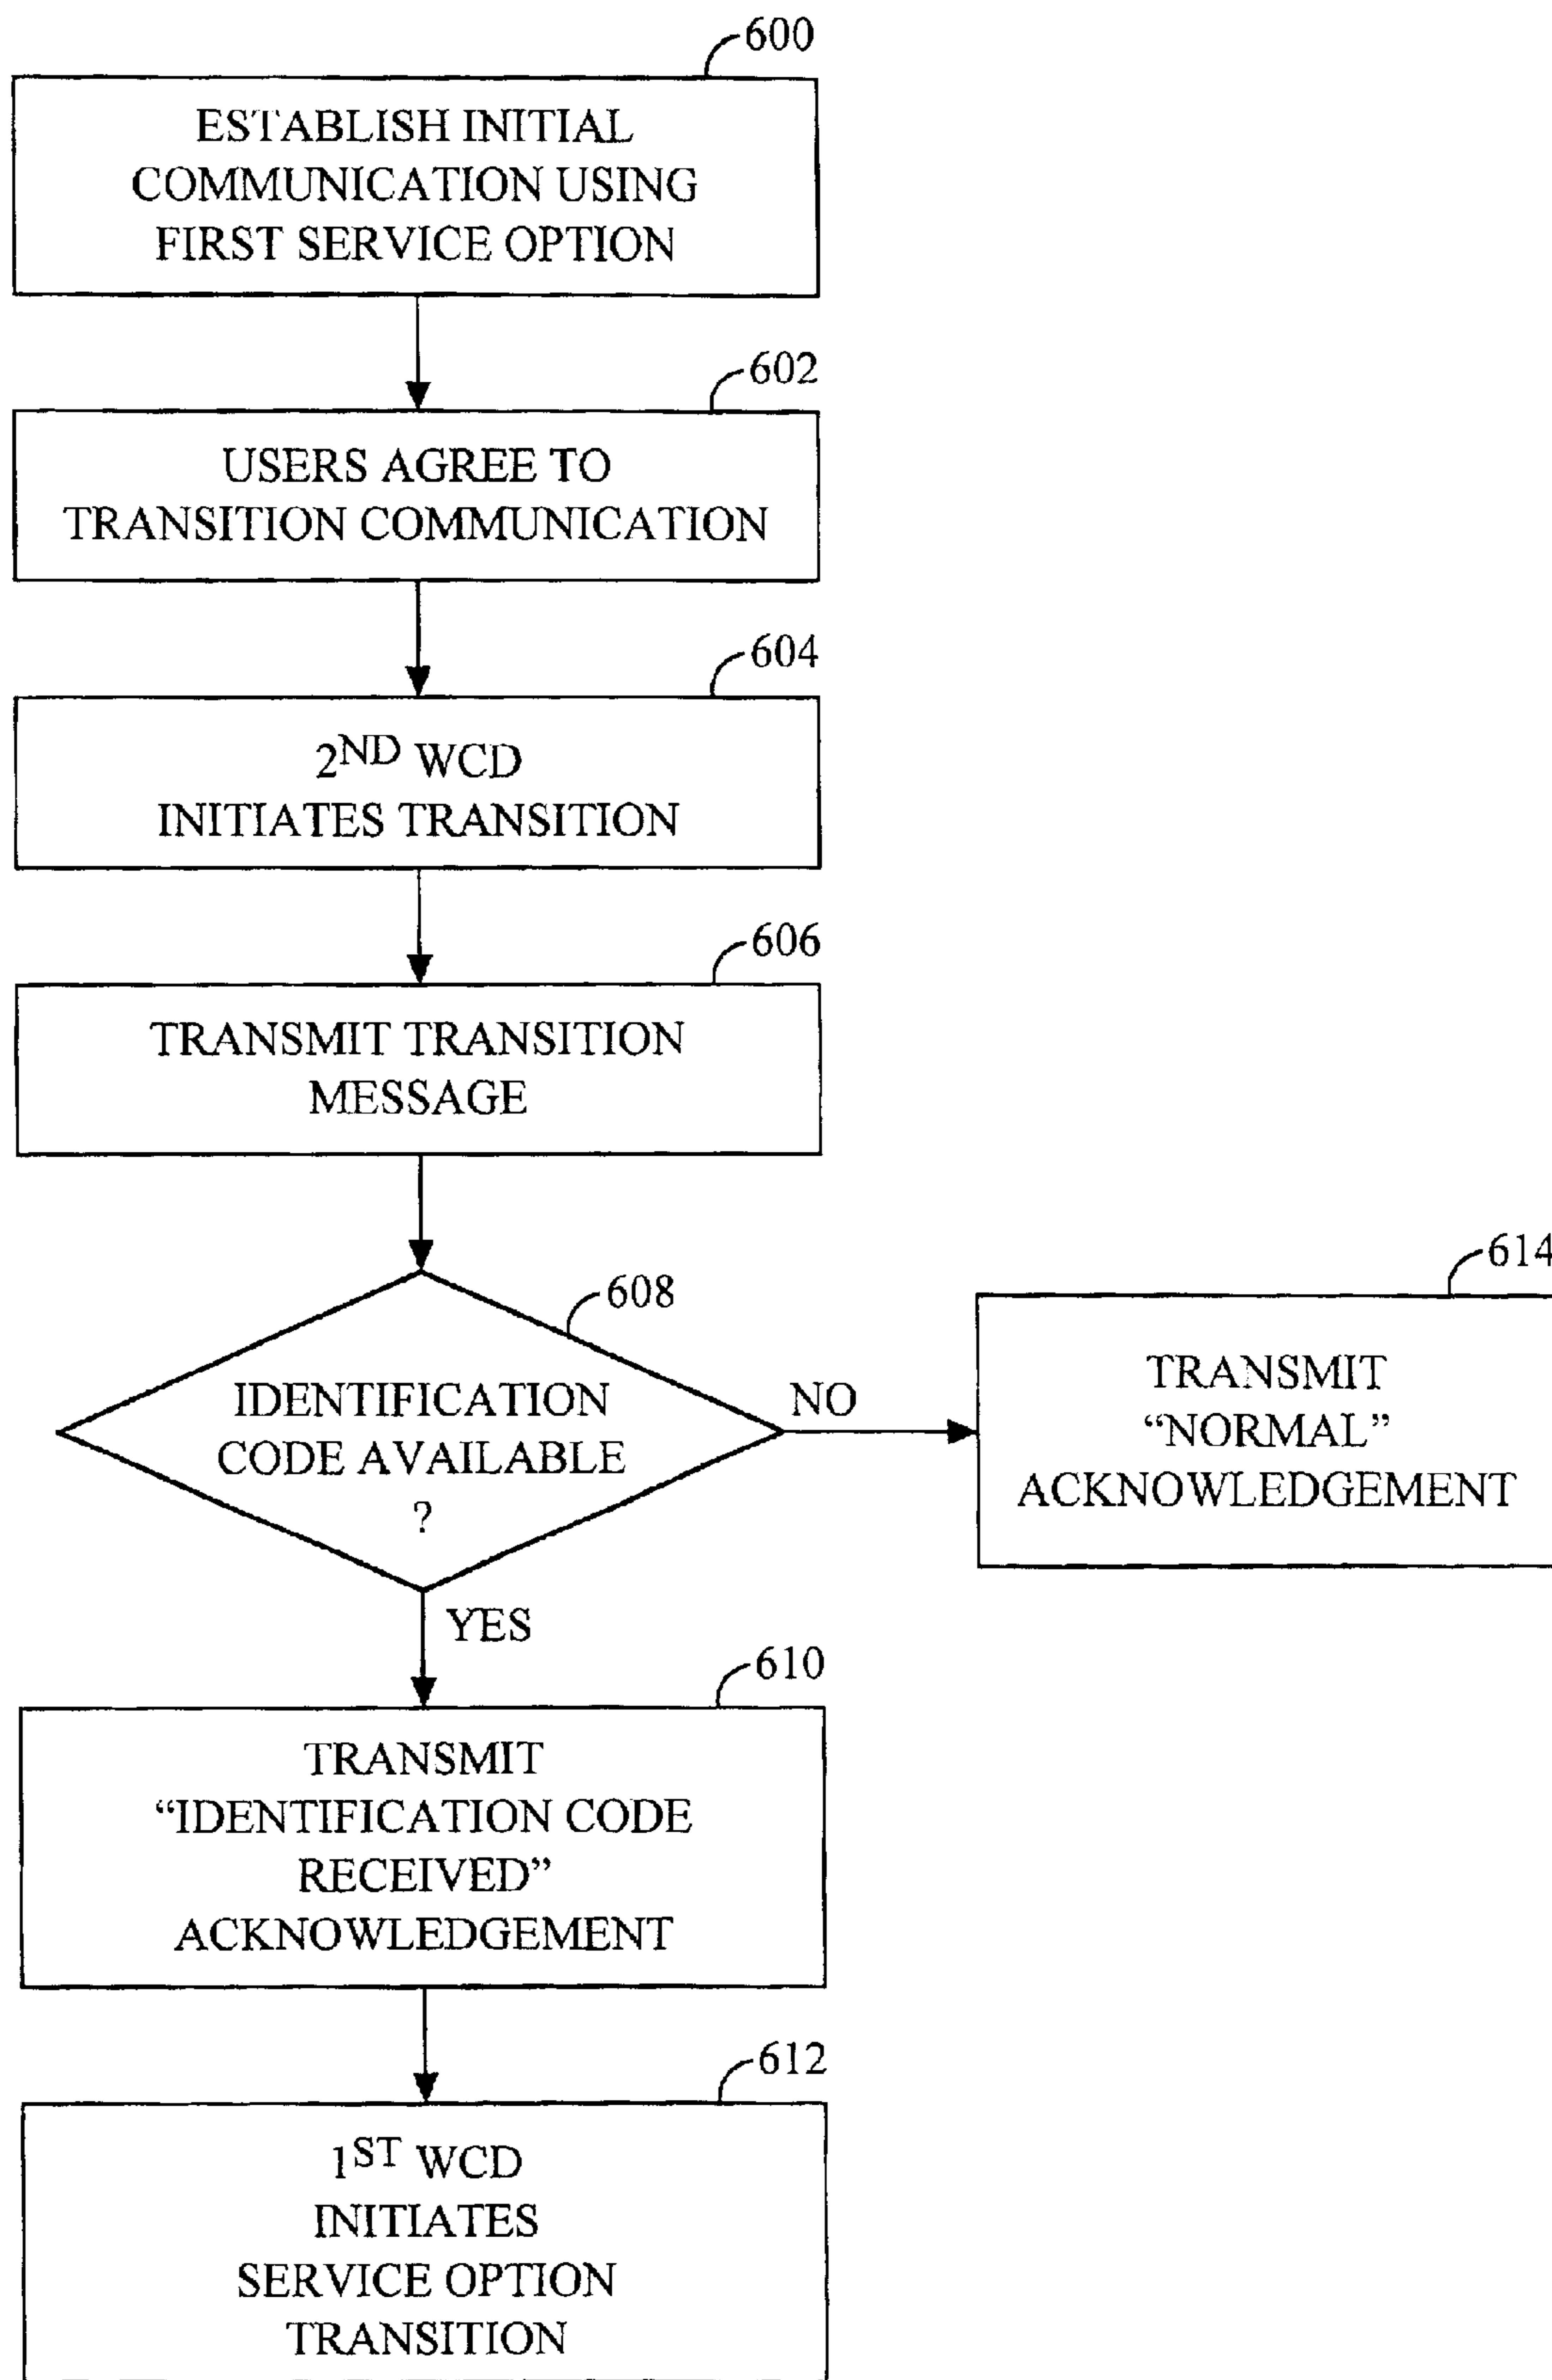 600
ESTABLISH INITIAL
COMMUNICATION USING
FIRST SERVICE OPTION
602
USERS AGREE TO
TRANSITION COMMUNICATION
604
2ND WCD
INITIATES TRANSITION
606
TRANSMIT TRANSITION
MESSAGE
608
IDENTIFICATION
CODE AVAILABLE
?
NO
614
TRANSMIT
“NORMAL”
ACKNOWLEDGEMENT
YES
610
TRANSMIT
“IDENTIFICATION CODE
RECEIVED”
ACKNOWLEDGEMENT
612
1ST WCD
INITIATES
SERVICE OPTION
TRANSITION